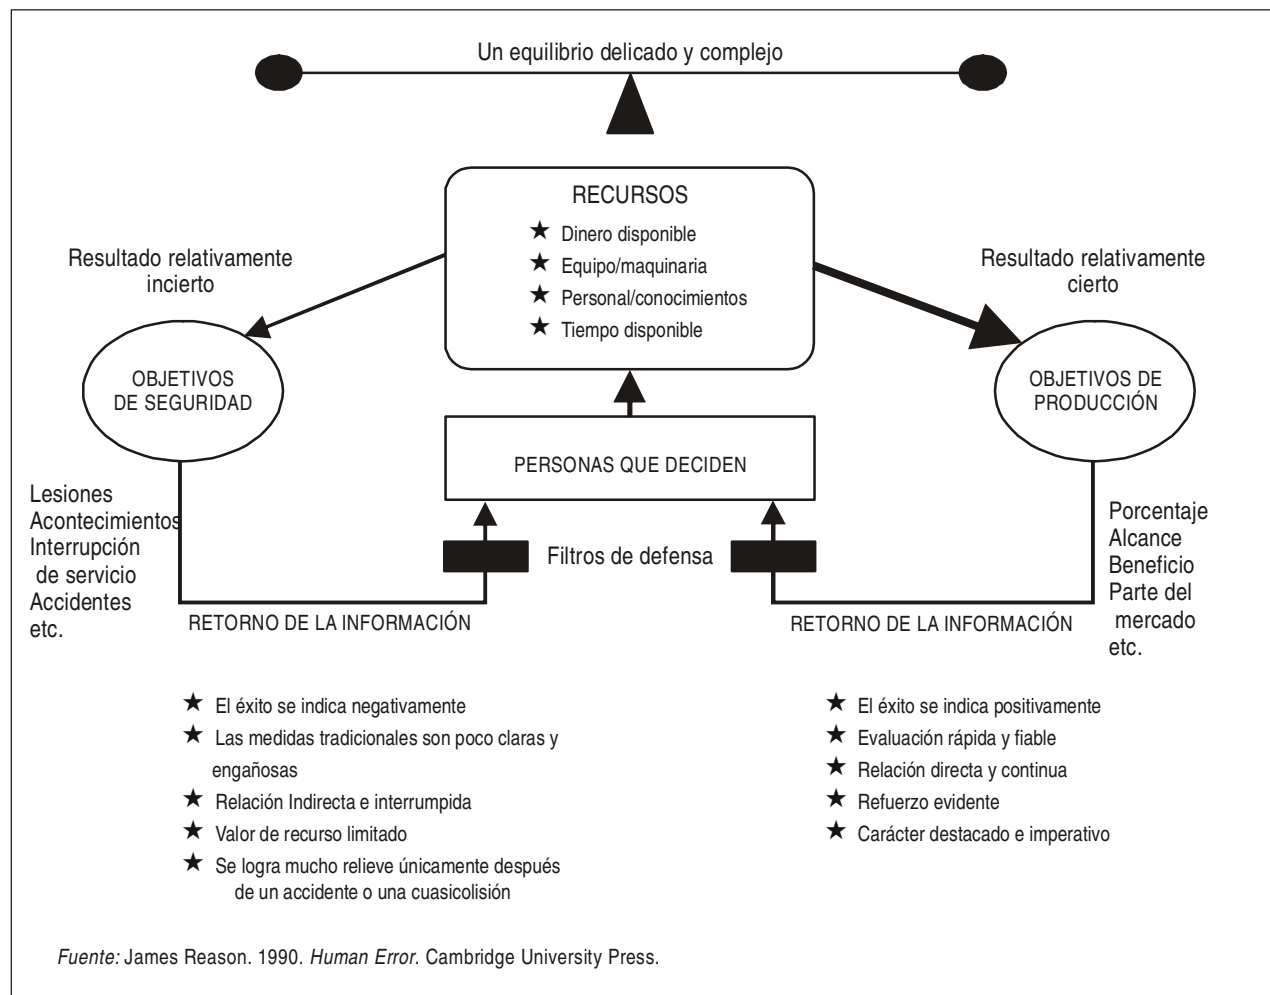 Un equilibrio delicado y complejo
RECURSOS
★ Dinero disponible
★ Equipo/maquinaria
★ Personal/conocimientos
★ Tiempo disponible
Resultado relativamente
incierto
Resultado relativamente
cierto
OBJETIVOS
DE SEGURIDAD
OBJETIVOS DE
PRODUCCIÓN
PERSONAS QUE DECIDEN
Lesiones
Acontecimientos
Interrupción
de servicio
Accidentes
etc.
Filtros de defensa
Porcentaje
Alcance
Beneficio
Parte del
mercado
etc.
RETORNO DE LA INFORMACIÓN
RETORNO DE LA INFORMACIÓN
★ El éxito se indica negativamente
★ Las medidas tradicionales son poco claras y
engañosas
★ Relación Indirecta e interrumpida
★ Valor de recurso limitado
★ Se logra mucho relieve únicamente después
de un accidente o una cuasicolisión
★ El éxito se indica positivamente
★ Evaluación rápida y fiable
★ Relación directa y continua
★ Refuerzo evidente
★ Carácter destacado e imperativo
Fuente: James Reason. 1990. Human Error. Cambridge University Press.